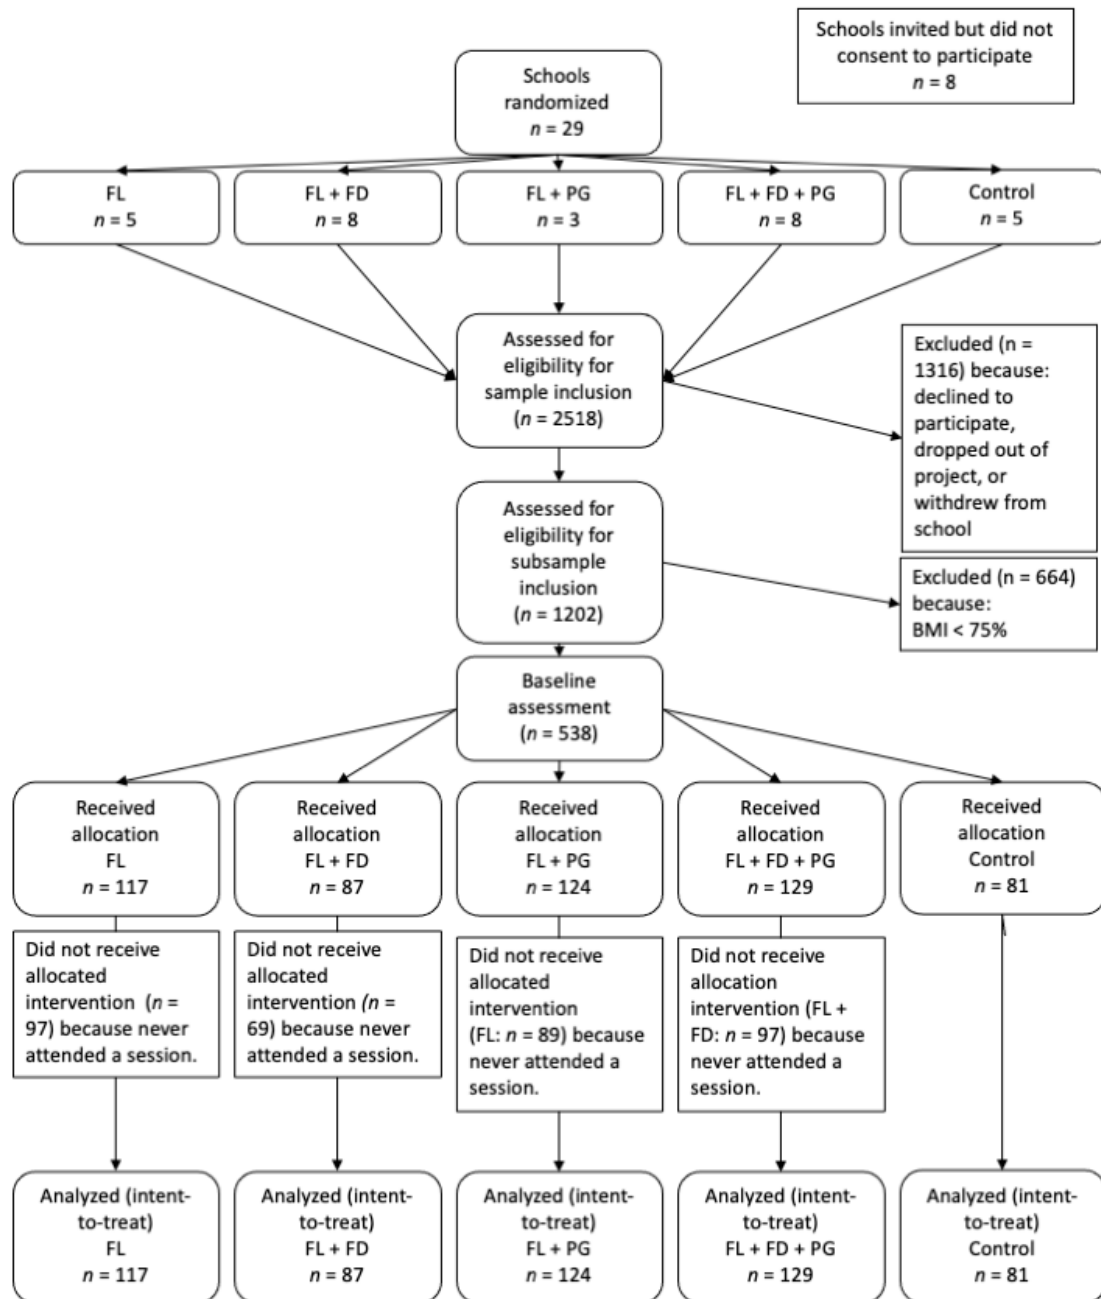 Schools invited but did not
consent to participate
n = 8
Schools
randomized
n = 29
FL
n = 5
FL + FD
n = 8
FL + PG
n = 3
FL + FD + PG
n = 8
Control
n = 5
Assessed for
eligibility for
sample inclusion
(n = 2518)
Excluded (n =
1316) because:
declined to
participate,
dropped out of
project, or
withdrew from
school
Assessed for
eligibility for
subsample
inclusion
(n = 1202)
Excluded (n = 664)
because:
BMI < 75%
Baseline
assessment
(n = 538)
Received
allocation
FL
n = 117
Received
allocation
FL + FD
n = 87
Received
allocation
FL + PG
n = 124
Received
allocation
FL + FD + PG
n = 129
Received
allocation
Control
n = 81
Did not receive
allocated
intervention (n =
97) because never
attended a session.
Did not receive
allocated
intervention (n =
69) because never
attended a session.
Did not receive
allocated
intervention
(FL: n = 89) because
never attended a
session.
Did not receive
allocation
intervention (FL +
FD: n = 97) because
never attended a
session.
Analyzed (intent-
to-treat)
FL
n = 117
Analyzed (intent-
to-treat)
FL + FD
n = 87
Analyzed (intent-
to-treat)
FL + PG
n = 124
Analyzed (intent-
to-treat)
FL + FD + PG
n = 129
Analyzed (intent-
to-treat)
Control
n = 81